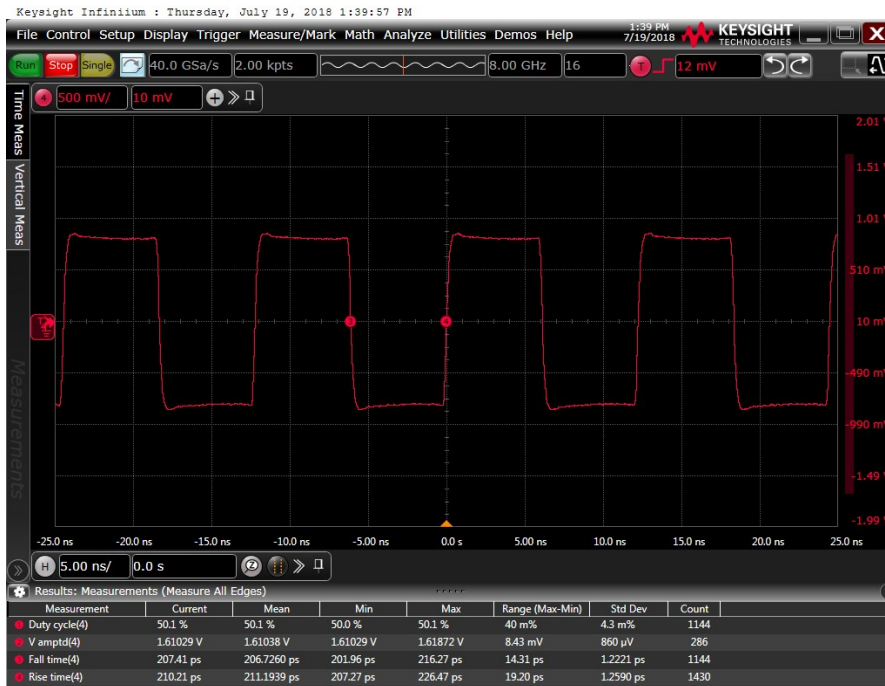 Keysight Infiniium : Thursday, July 19, 2018 1:39:57 PM
File Control Setup Display Trigger Measure/Mark Math Analyze Utilities Demos Help 1:39 PM 7/19/2018 KEYSIGHT TECHNOLOGIES
Run Stop Single 40.0 GSa/s 2.00 kpts 8.00 GHz 16 T 12 mV
4 500 mV/ 10 mV
Time Meas
Vertical Meas
Measurements
2.01 V
1.51 V
1.01 V
510 mV
10 mV
-490 mV
-990 mV
-1.49 V
-1.99 V
3 4
-25.0 ns -20.0 ns -15.0 ns -10.0 ns -5.00 ns 0.0 s 5.00 ns 10.0 ns 15.0 ns 20.0 ns 25.0 ns
H 5.00 ns/ 0.0 s
Results: Measurements (Measure All Edges)
Measurement Current Mean Min Max Range (Max-Min) Std Dev Count
1 Duty cycle(4) 50.1 % 50.1 % 50.0 % 50.1 % 40 m% 4.3 m% 1144
2 V amptd(4) 1.61029 V 1.61038 V 1.61029 V 1.61872 V 8.43 mV 860 µV 286
3 Fall time(4) 207.41 ps 206.7260 ps 201.96 ps 216.27 ps 14.31 ps 1.2221 ps 1144
4 Rise time(4) 210.21 ps 211.1939 ps 207.27 ps 226.47 ps 19.20 ps 1.2590 ps 1430